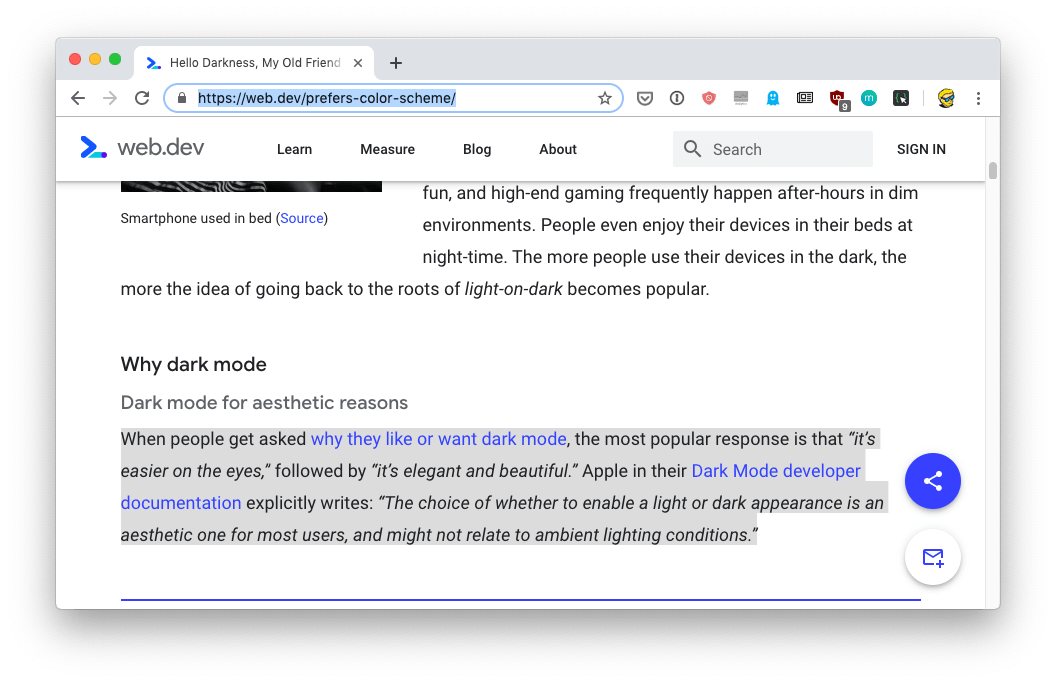 Hello Darkness, My Old Friend
https://web.dev/prefers-color-scheme/
9
web.dev
Learn
Measure
Blog
About
Search
SIGN IN
fun, and high-end gaming frequently happen after-hours in dim
Smartphone used in bed (Source)
environments. People even enjoy their devices in their beds at
night-time. The more people use their devices in the dark, the
more the idea of going back to the roots of light-on-dark becomes popular.
Why dark mode
Dark mode for aesthetic reasons
When people get asked why they like or want dark mode, the most popular response is that “it’s
easier on the eyes,” followed by “it’s elegant and beautiful.” Apple in their Dark Mode developer
documentation explicitly writes: “The choice of whether to enable a light or dark appearance is an
aesthetic one for most users, and might not relate to ambient lighting conditions.”